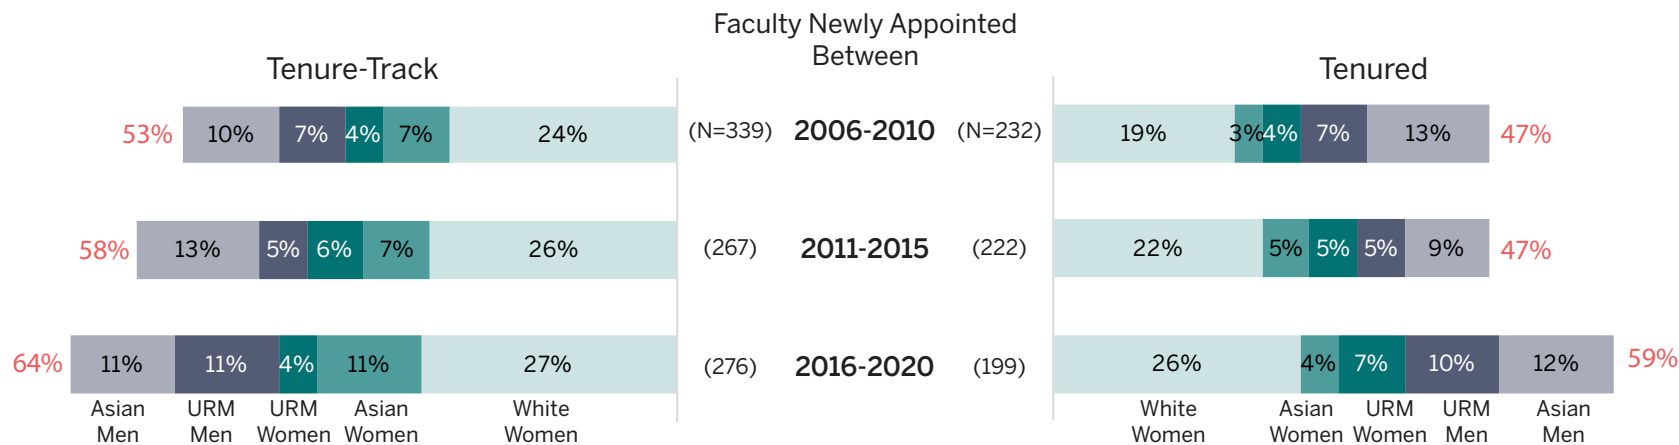 Faculty Newly Appointed
Between
Tenure-Track
Tenured
53% 10% 7% 4% 7% 24% (N=339) 2006-2010 (N=232) 19% 3% 4% 7% 13% 47%
58% 13% 5% 6% 7% 26% (267) 2011-2015 (222) 22% 5% 5% 5% 9% 47%
64% 11% 11% 4% 11% 27% (276) 2016-2020 (199) 26% 4% 7% 10% 12% 59%
Asian URM URM Asian White White Asian URM URM Asian
Men Men Women Women Women Women Women Women Men Men